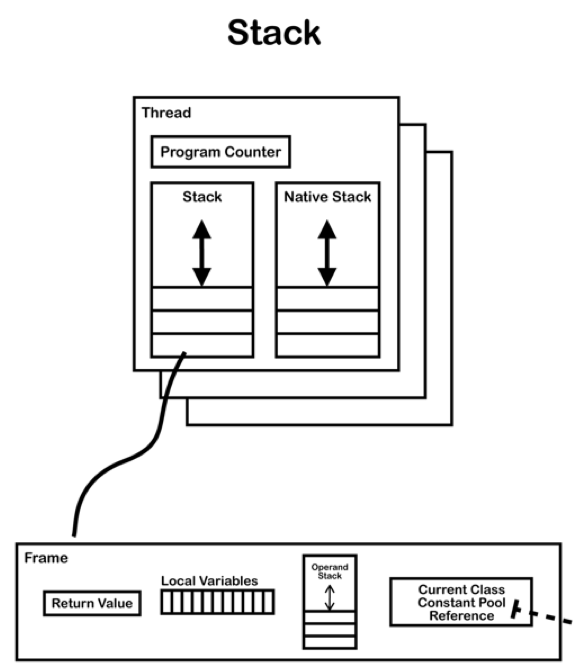 Stack
Thread
Program Counter
Stack
Native Stack
Frame
Return Value
Local Variables
Operand
Stack
Current Class
Constant Pool
Reference